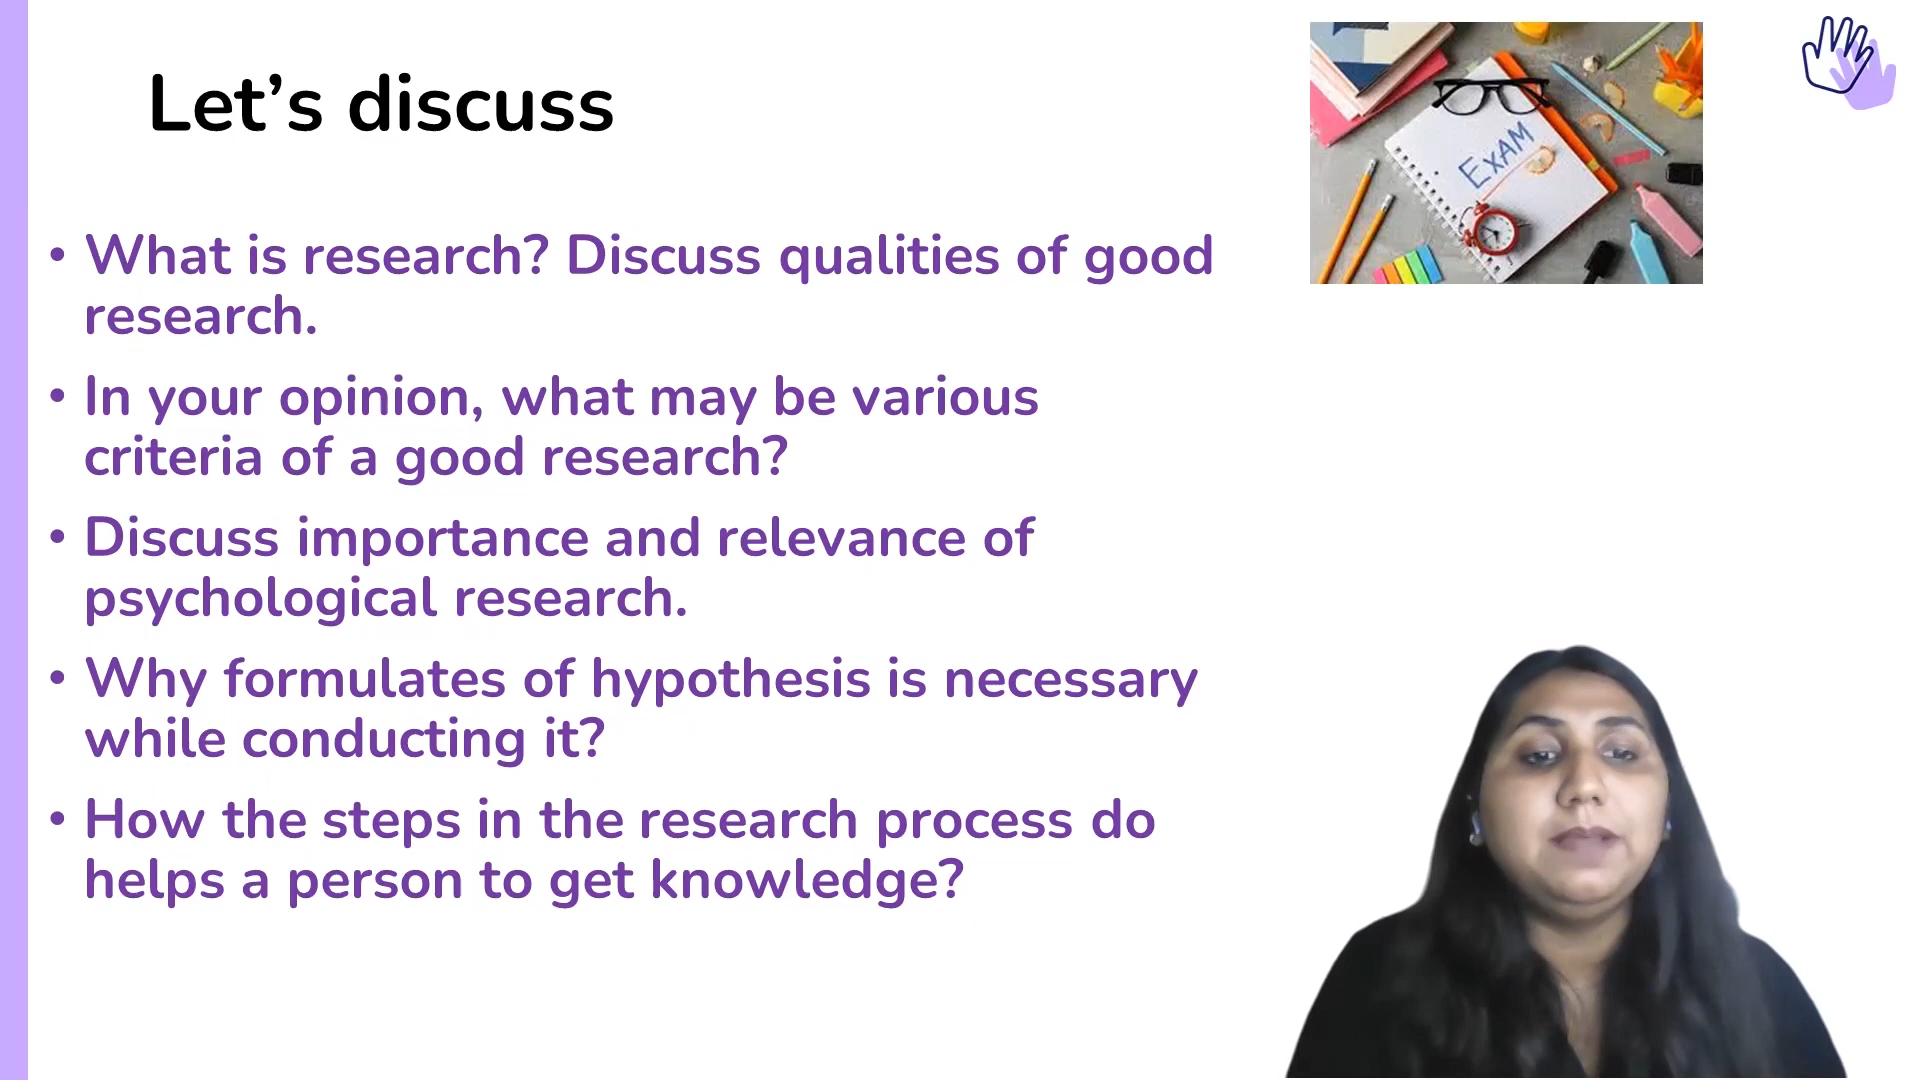 Let’s discuss
EXAM
• What is research? Discuss qualities of good
research.
• In your opinion, what may be various
criteria of a good research?
• Discuss importance and relevance of
psychological research.
• Why formulates of hypothesis is necessary
while conducting it?
• How the steps in the research process do
helps a person to get knowledge?